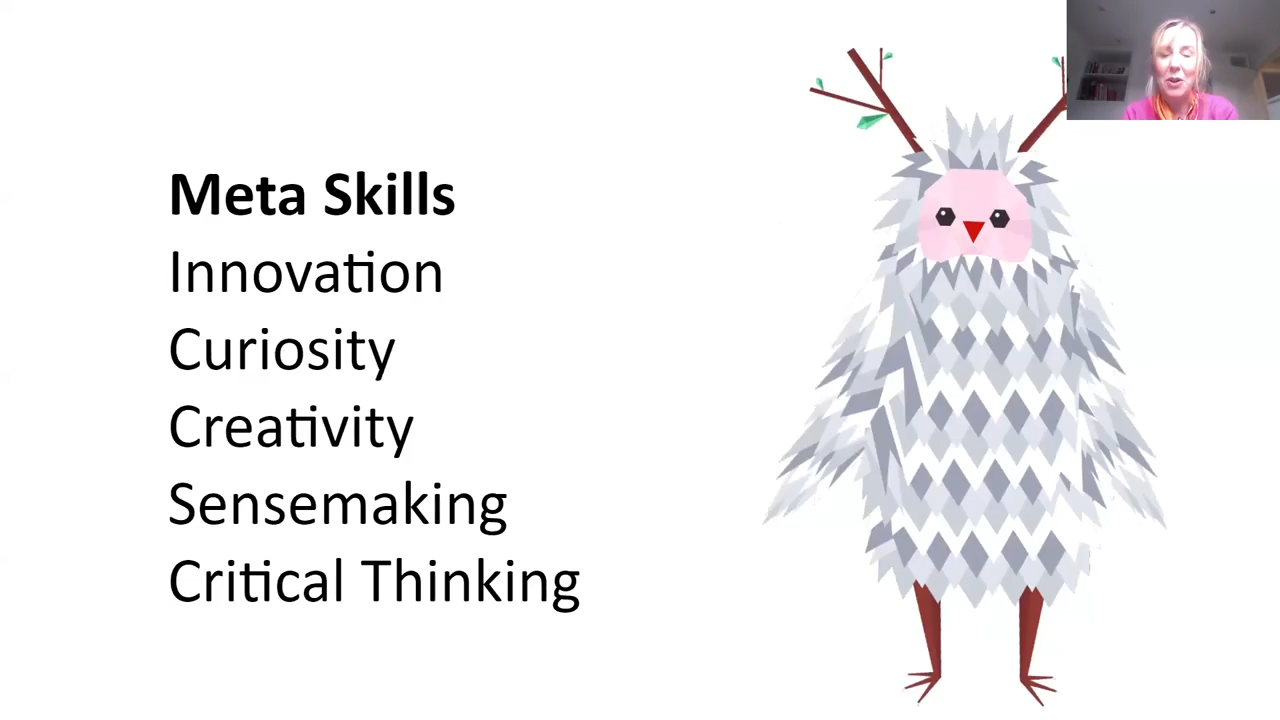 Meta Skills
Innovation
Curiosity
Creativity
Sensemaking
Critical Thinking